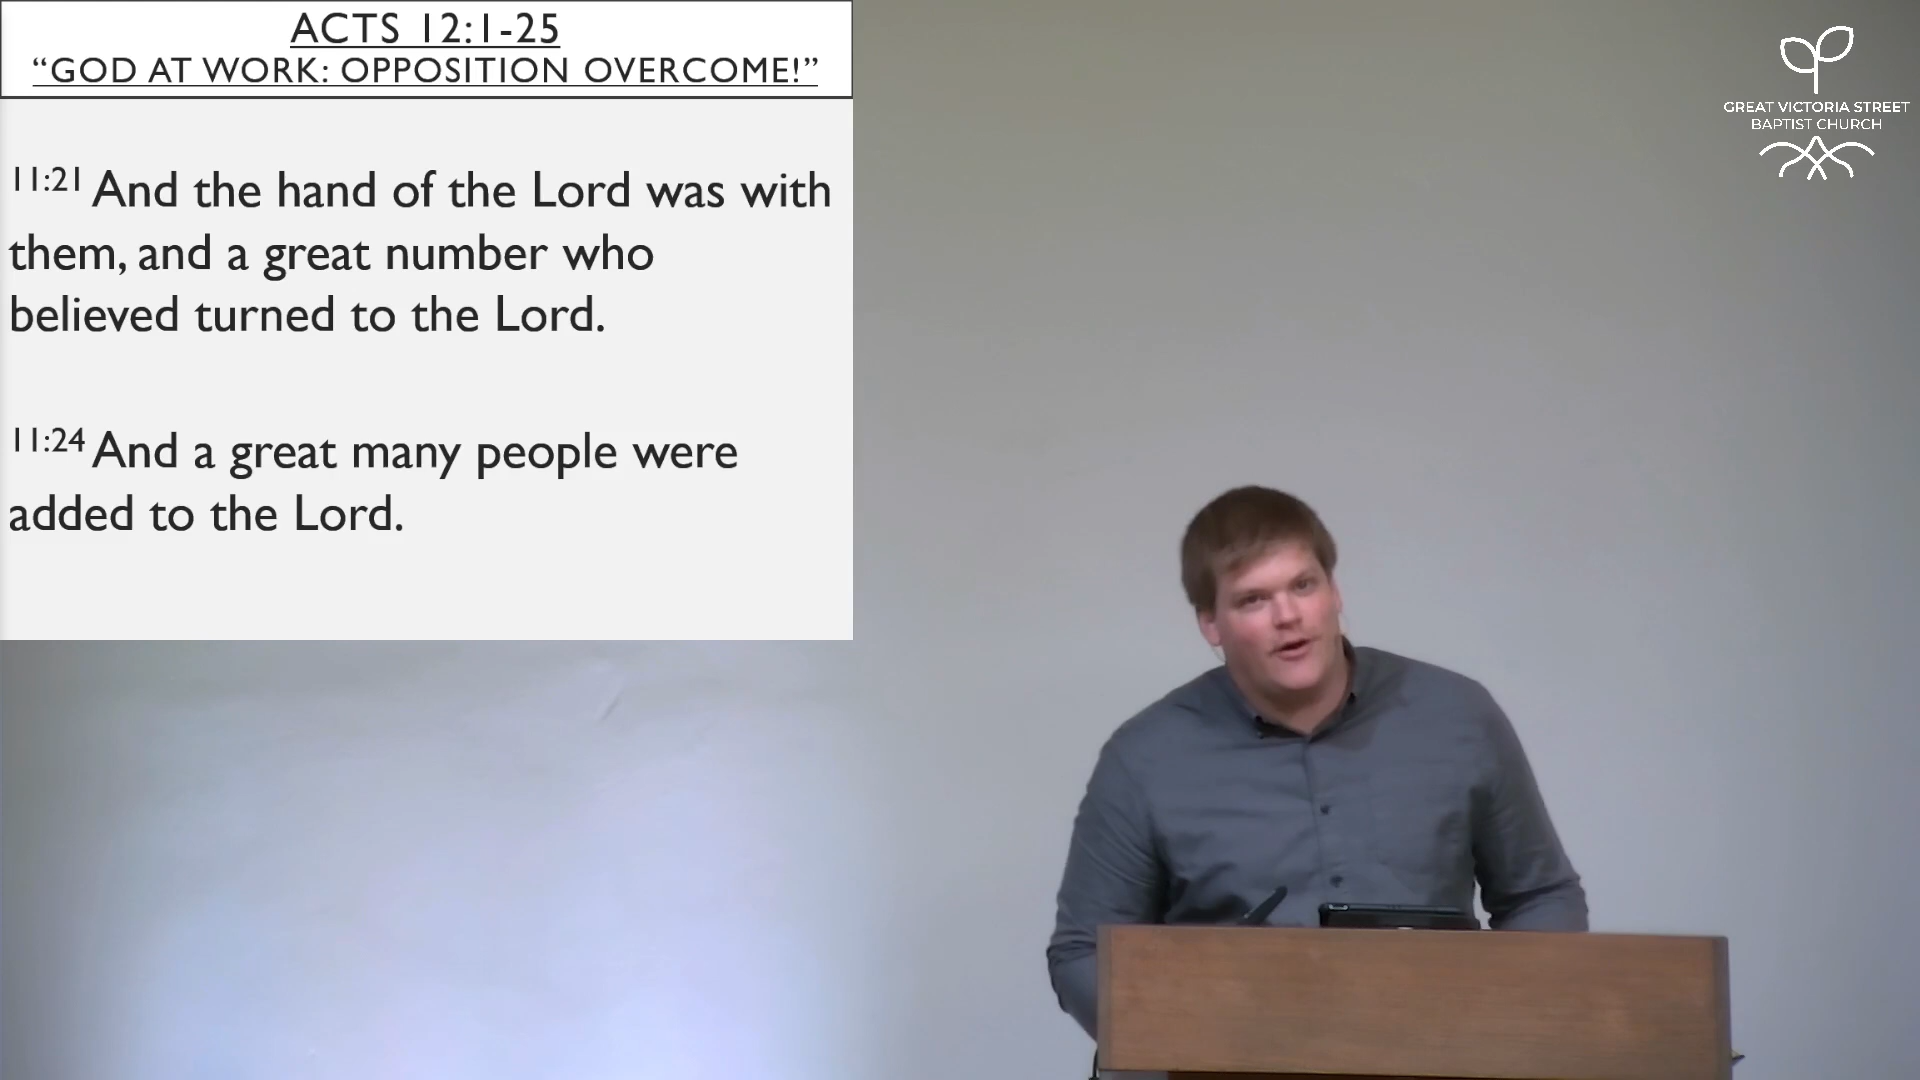 ACTS 12:1-25
“GOD AT WORK: OPPOSITION OVERCOME!”
11:21 And the hand of the Lord was with
them, and a great number who
believed turned to the Lord.
11:24 And a great many people were
added to the Lord.
GREAT VICTORIA STREET
BAPTIST CHURCH